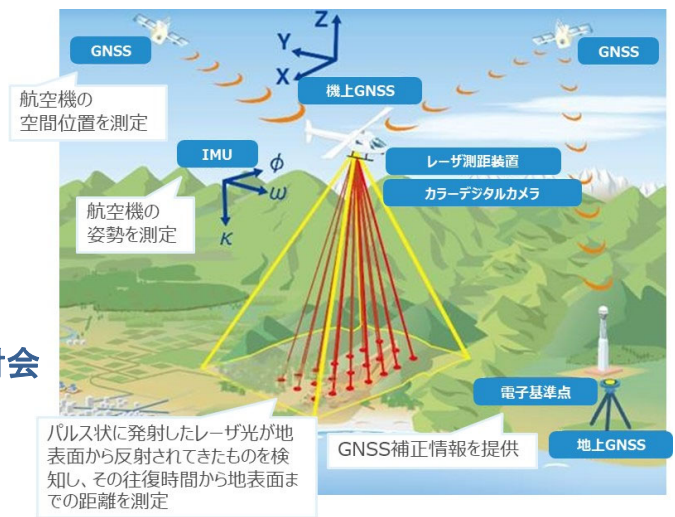 GNSS
GNSS
Z
Y
X
機上GNSS
航空機の
空間位置を測定
IMU
φ
ω
κ
レーザ測距装置
カラーデジタルカメラ
航空機の
姿勢を測定
会
電子基準点
地上GNSS
GNSS補正情報を提供
パルス状に発射したレーザ光が地
表面から反射されてきたものを検
知し、その往復時間から地表面ま
での距離を測定